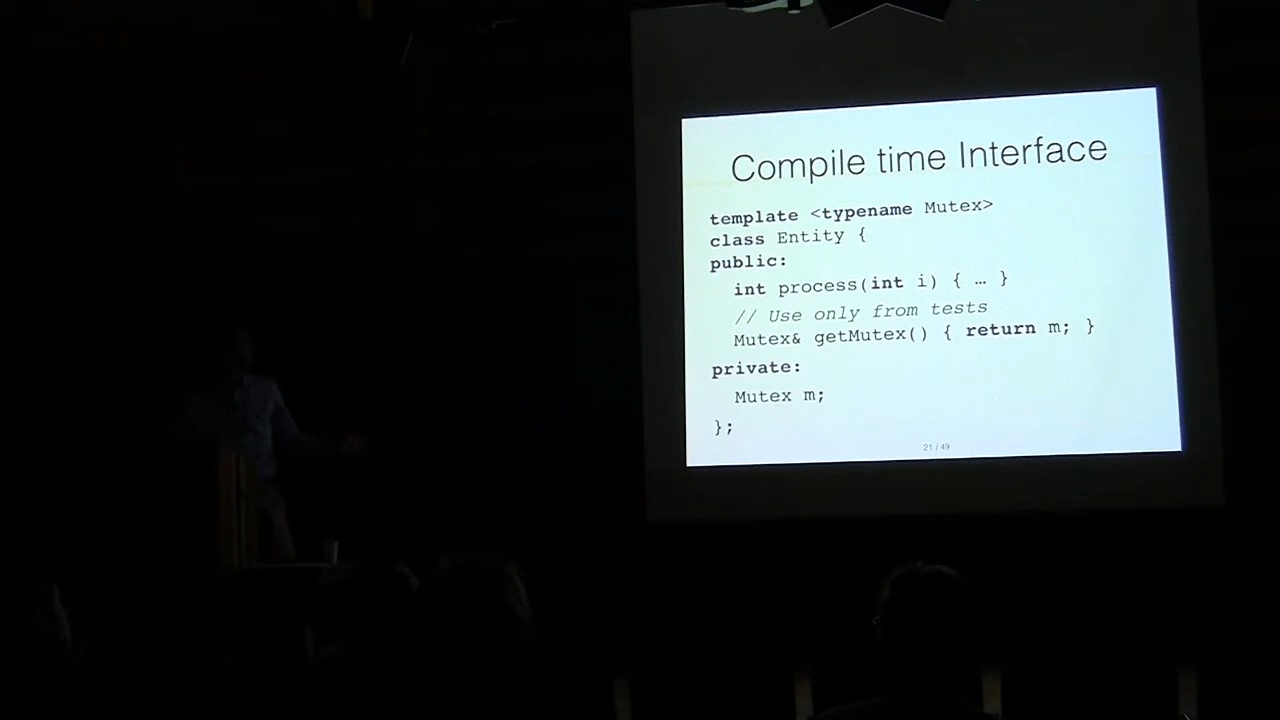 Compile time Interface
template <typename Mutex>
class Entity {
public:
int process(int i) { … }
// Use only from tests
Mutex& getMutex() { return m; }
private:
Mutex m;
};
21 / 49